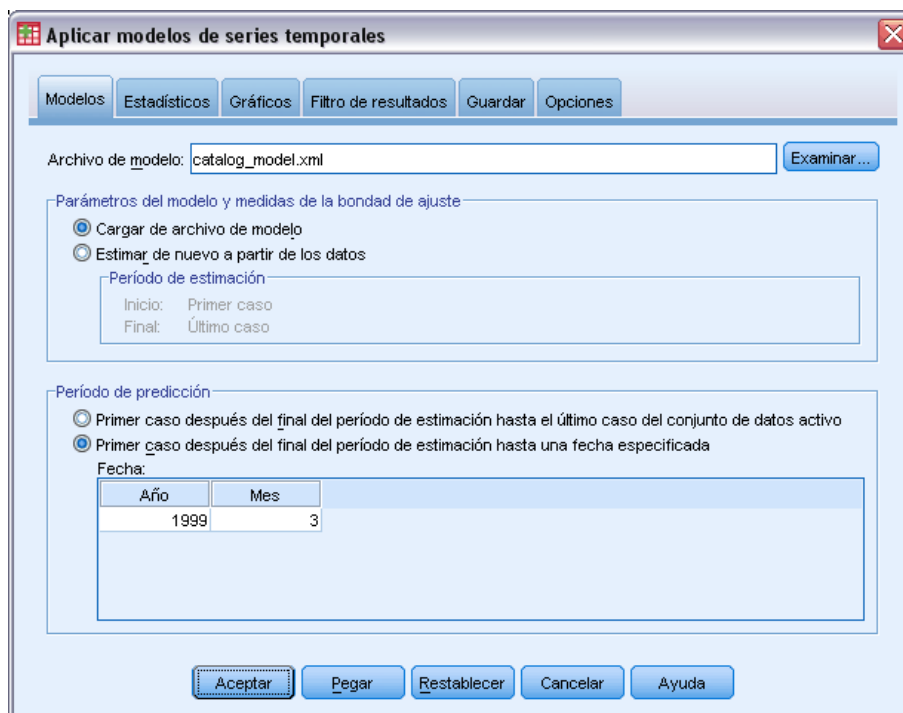 Aplicar modelos de series temporales
Modelos Estadísticos Gráficos Filtro de resultados Guardar Opciones
Archivo de modelo: catalog_model.xml Examinar...
Parámetros del modelo y medidas de la bondad de ajuste
Cargar de archivo de modelo
Estimar de nuevo a partir de los datos
Período de estimación
Inicio: Primer caso
Final: Último caso
Período de predicción
Primer caso después del final del período de estimación hasta el último caso del conjunto de datos activo
Primer caso después del final del período de estimación hasta una fecha especificada
Fecha:
Año Mes
1999 3
Aceptar Pegar Restablecer Cancelar Ayuda